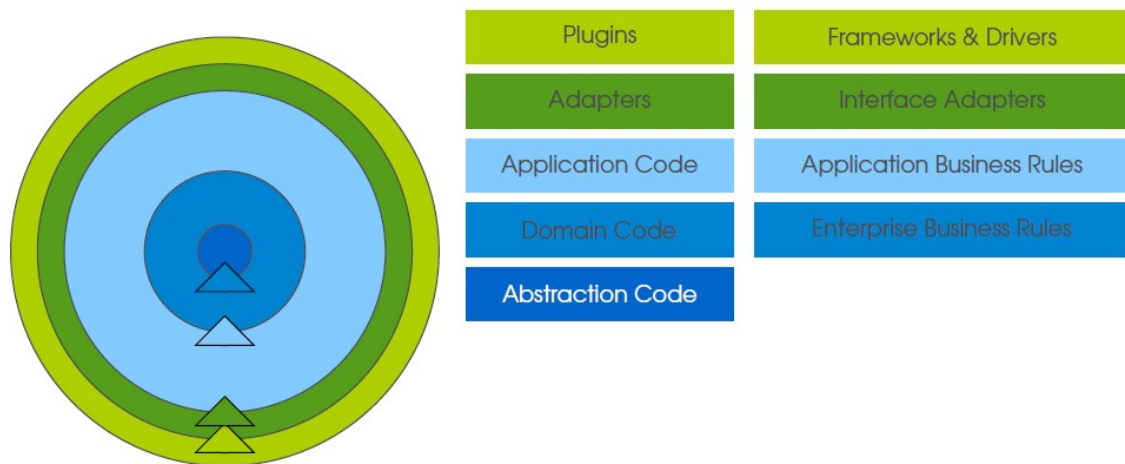 Plugins
Frameworks & Drivers
Adapters
Interface Adapters
Application Code
Application Business Rules
Domain Code
Enterprise Business Rules
Abstraction Code